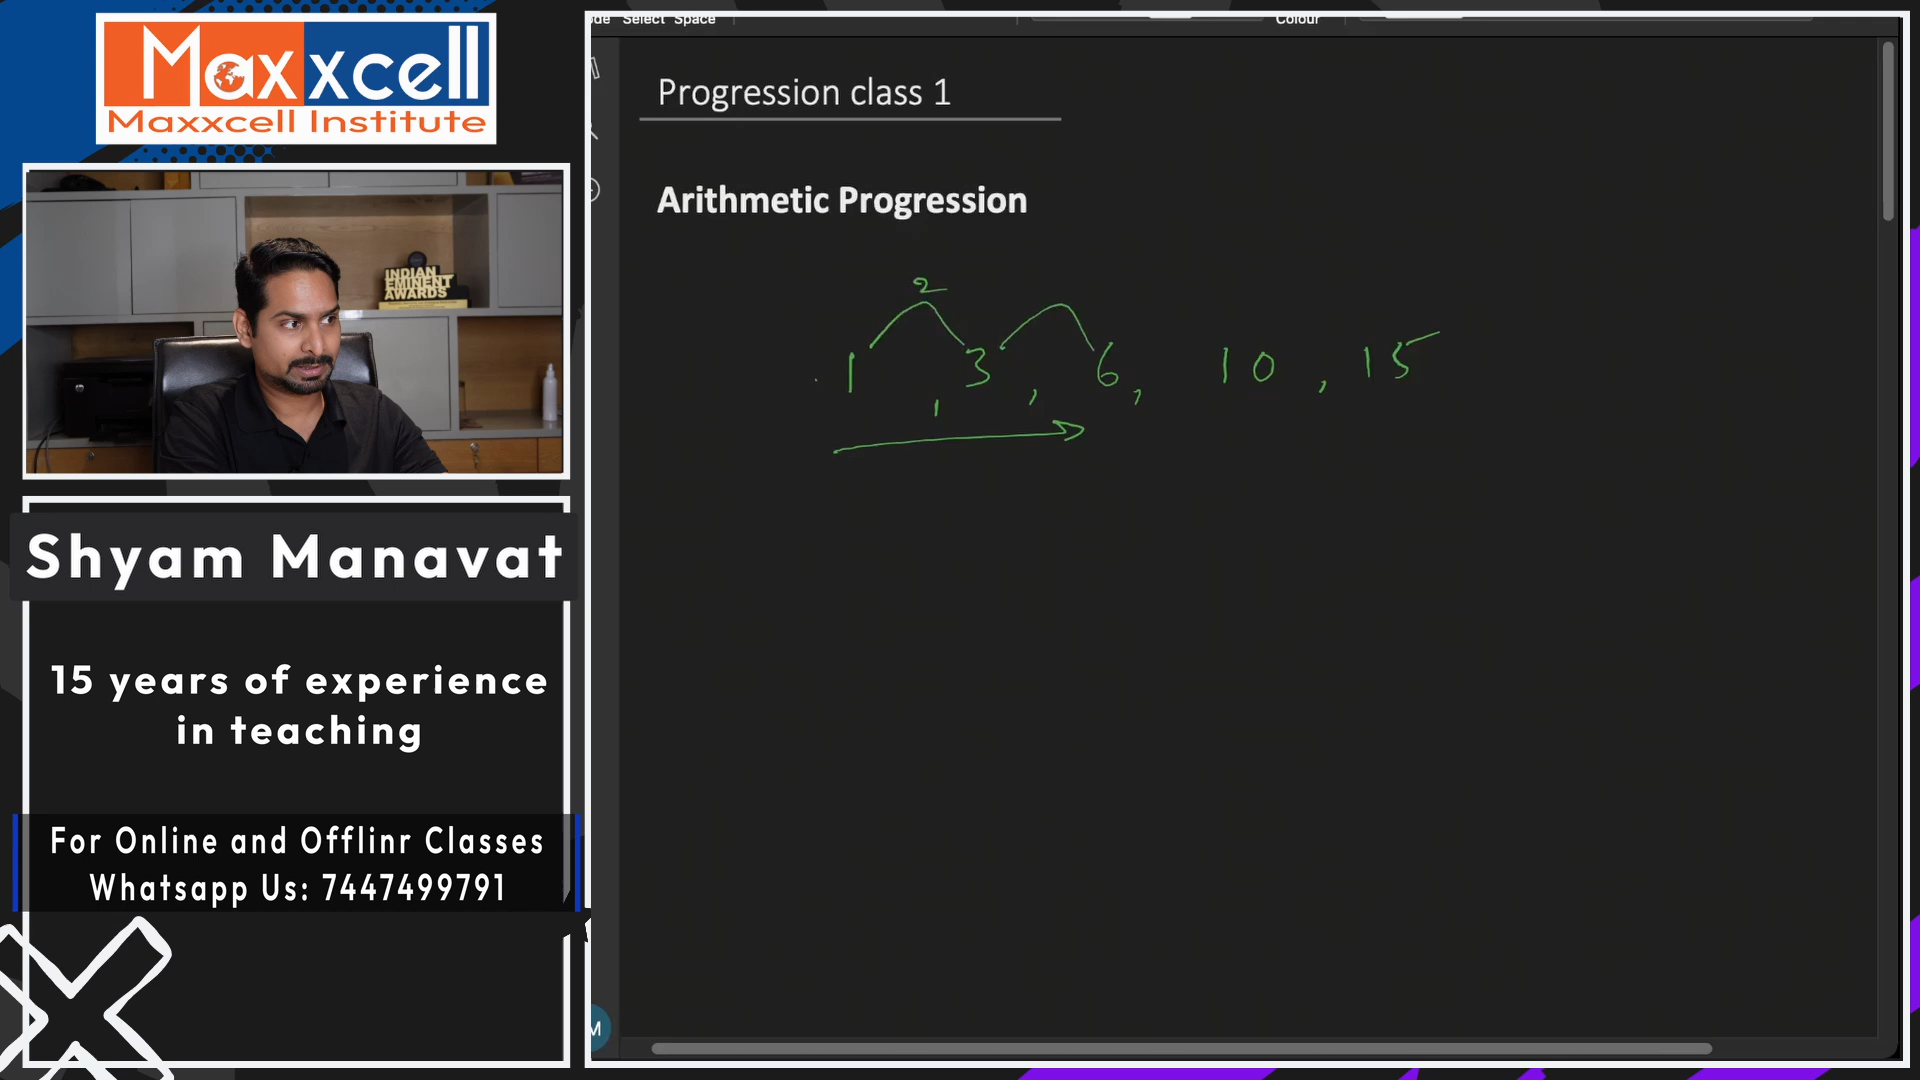 Maxxcell
Maxxcell Institute
INDIAN
EMINENT
AWARDS
Shyam Manavat
15 years of experience
in teaching
For Online and Offlinr Classes
Whatsapp Us: 7447499791
Select Space
Colour
Progression class 1
Arithmetic Progression
2
1 , 3 , 6 , 10 , 15
M